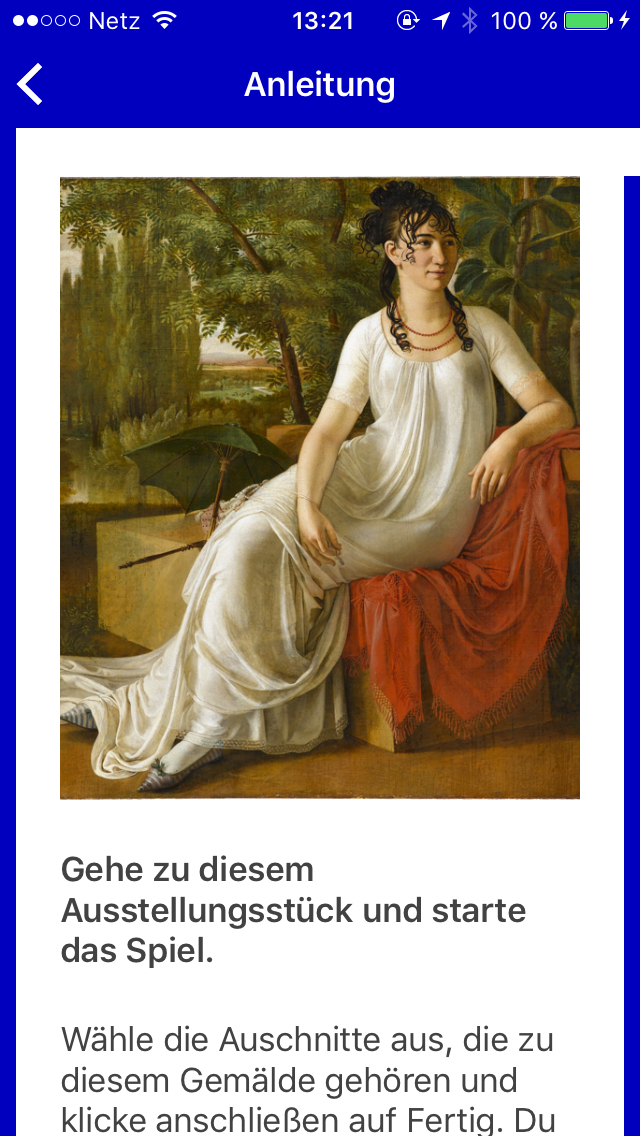 Netz 13:21 100 %
Anleitung
Gehe zu diesem
Ausstellungsstück und starte
das Spiel.
Wähle die Auschnitte aus, die zu
diesem Gemälde gehören und
klicke anschließen auf Fertig. Du